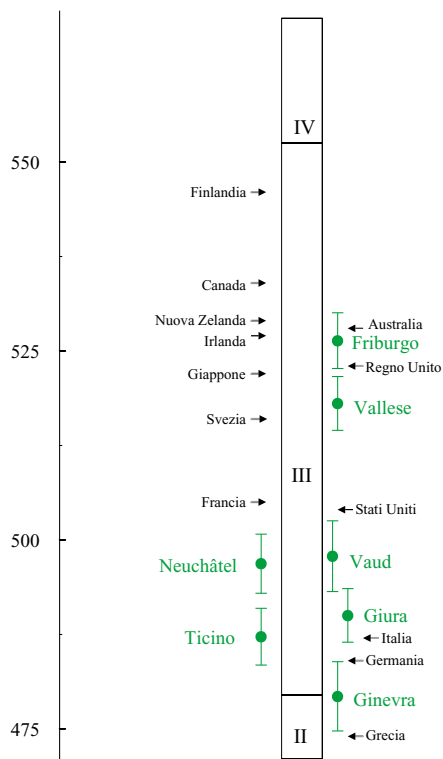 IV
550
Finlandia
Canada
Nuova Zelanda
Australia
Irlanda
Friburgo
525
Regno Unito
Giappone
Vallese
Svezia
III
Francia
Stati Uniti
500
Neuchâtel
Vaud
Giura
Ticino
Italia
Germania
Ginevra
II
Grecia
475